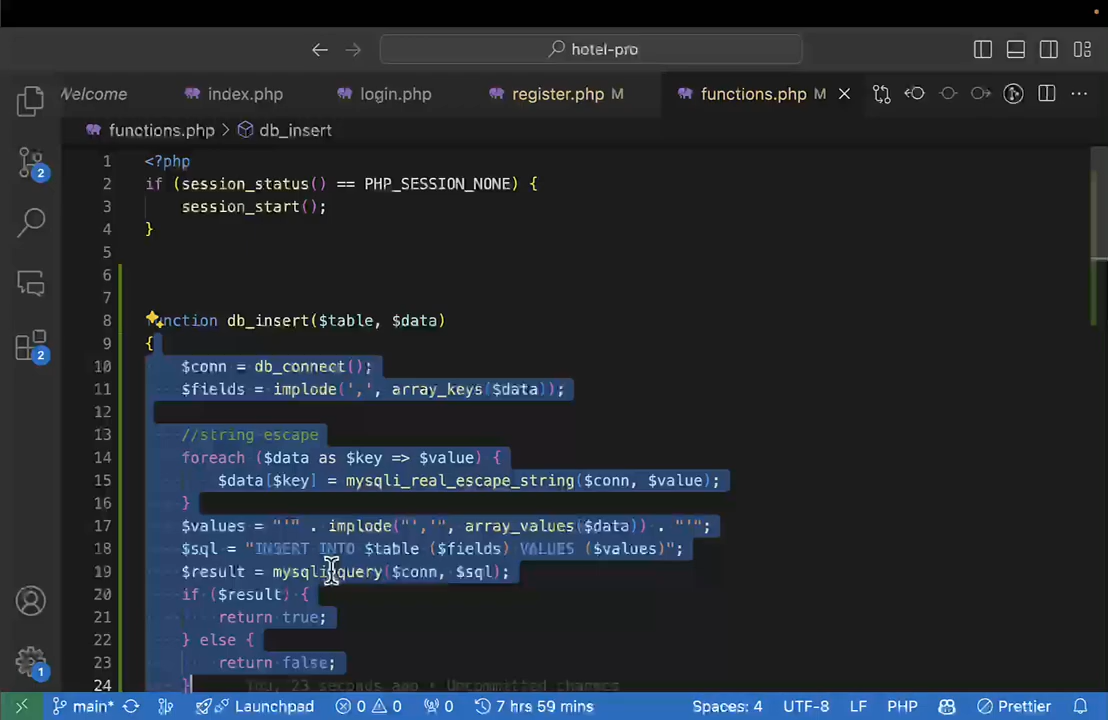 hotel-pro
Welcome index.php login.php register.php M functions.php M
functions.php > db_insert
1 <?php
2 if (session_status() == PHP_SESSION_NONE) {
3 session_start();
4 }
5
6
7
8 function db_insert($table, $data)
9 {
10 $conn = db_connect();
11 $fields = implode(',', array_keys($data));
12
13 //string escape
14 foreach ($data as $key => $value) {
15 $data[$key] = mysqli_real_escape_string($conn, $value);
16 }
17 $values = "'" . implode("','", array_values($data)) . "'";
18 $sql = "INSERT INTO $table ($fields) VALUES ($values)";
19 $result = mysqli_query($conn, $sql);
20 if ($result) {
21 return true;
22 } else {
23 return false;
24 } You, 23 seconds ago • Uncommitted changes
2
2
1
main* Launchpad 0 0 0 7 hrs 59 mins Spaces: 4 UTF-8 LF PHP Prettier